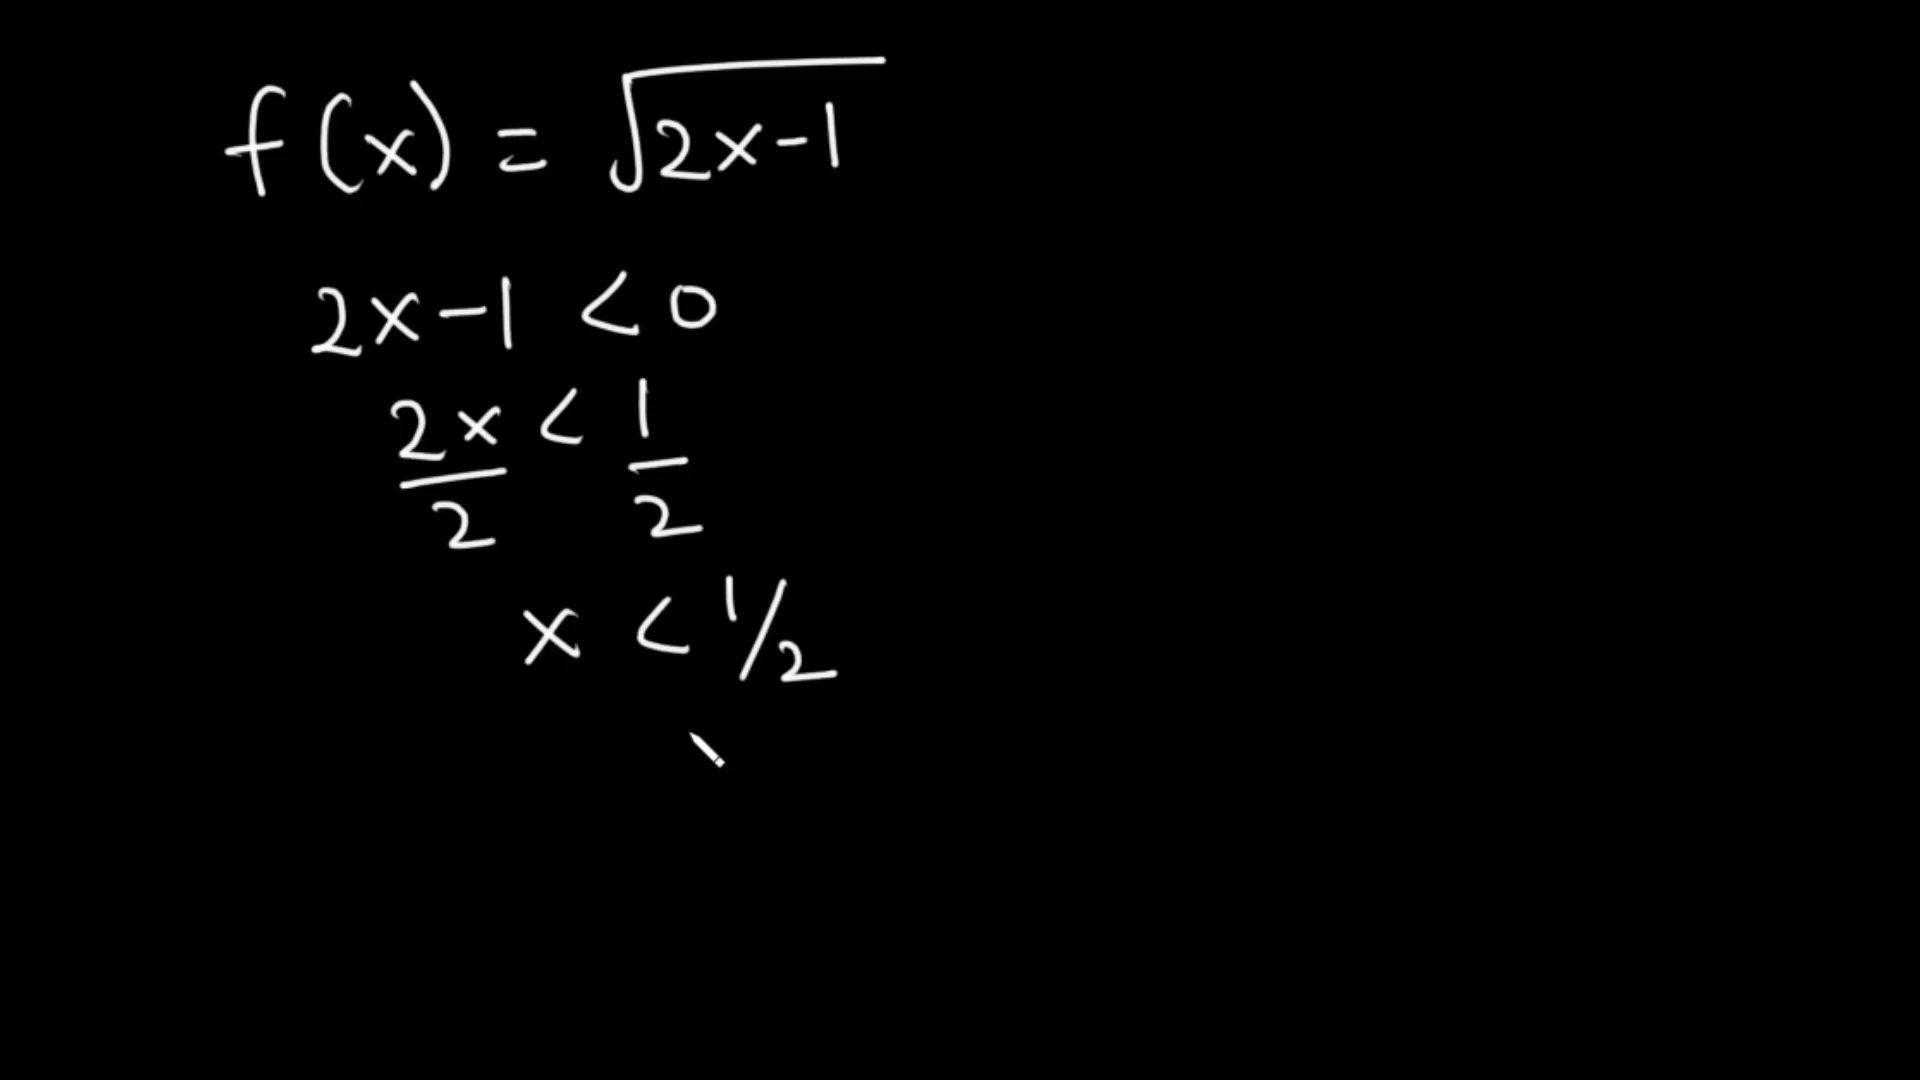 f(x) = √2x-1
2x-1 < 0
2x/2 < 1/2
x < 1/2